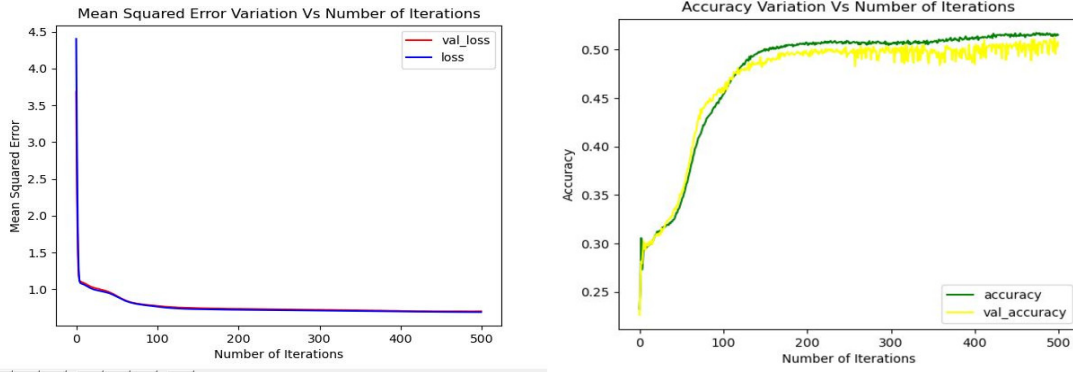 Mean Squared Error Variation Vs Number of Iterations
4.5
4.0
3.5
3.0
2.5
2.0
1.5
1.0
Mean Squared Error
val_loss
loss
0 100 200 300 400 500
Number of Iterations
Accuracy Variation Vs Number of Iterations
0.50
0.45
0.40
0.35
0.30
0.25
Accuracy
accuracy
val_accuracy
0 100 200 300 400 500
Number of Iterations